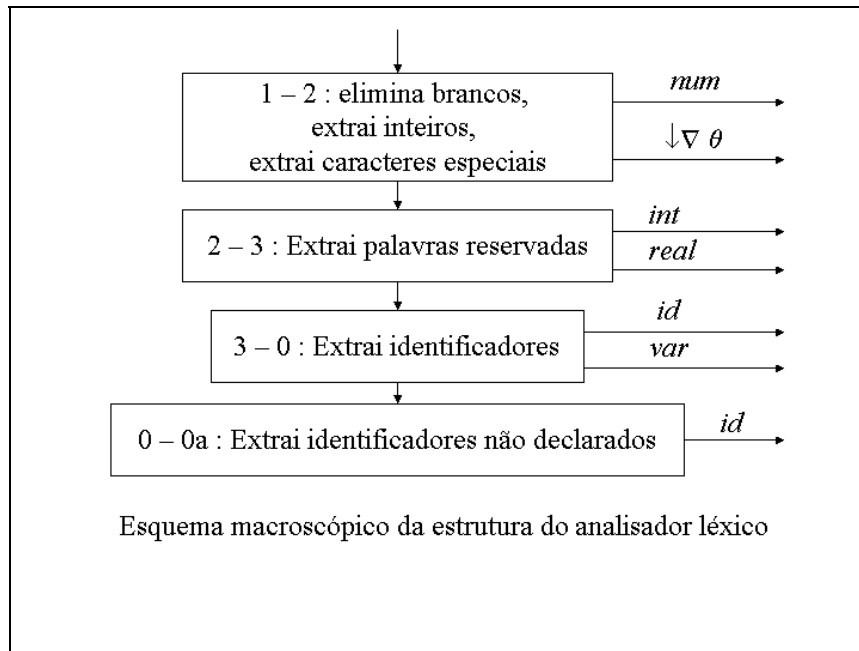 1 – 2 : elimina brancos,
extrai inteiros,
extrai caracteres especiais
num
↓∇ θ
2 – 3 : Extrai palavras reservadas
int
real
3 – 0 : Extrai identificadores
id
var
0 – 0a : Extrai identificadores não declarados
id
Esquema macroscópico da estrutura do analisador léxico